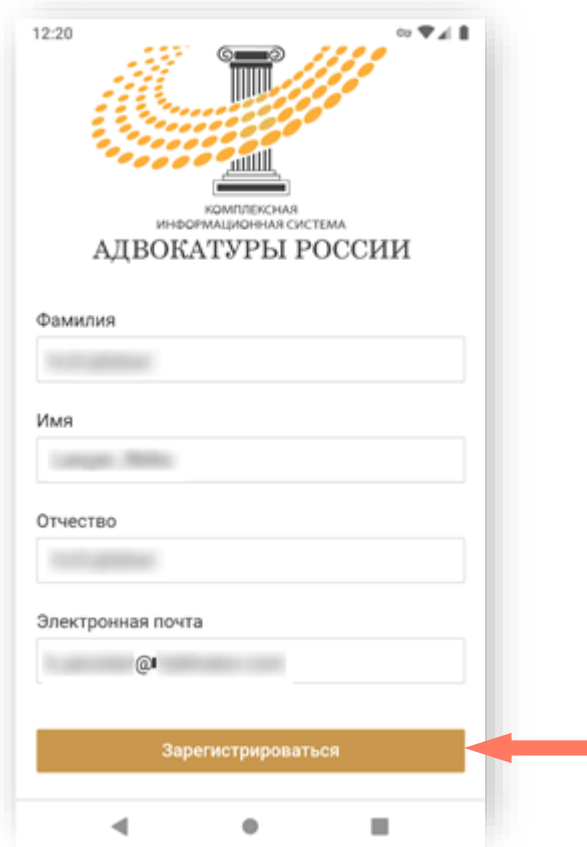 12:20
КОМПЛЕКСНАЯ
ИНФОРМАЦИОННАЯ СИСТЕМА
АДВОКАТУРЫ РОССИИ
Фамилия
Имя
Отчество
Электронная почта
@
Зарегистрироваться